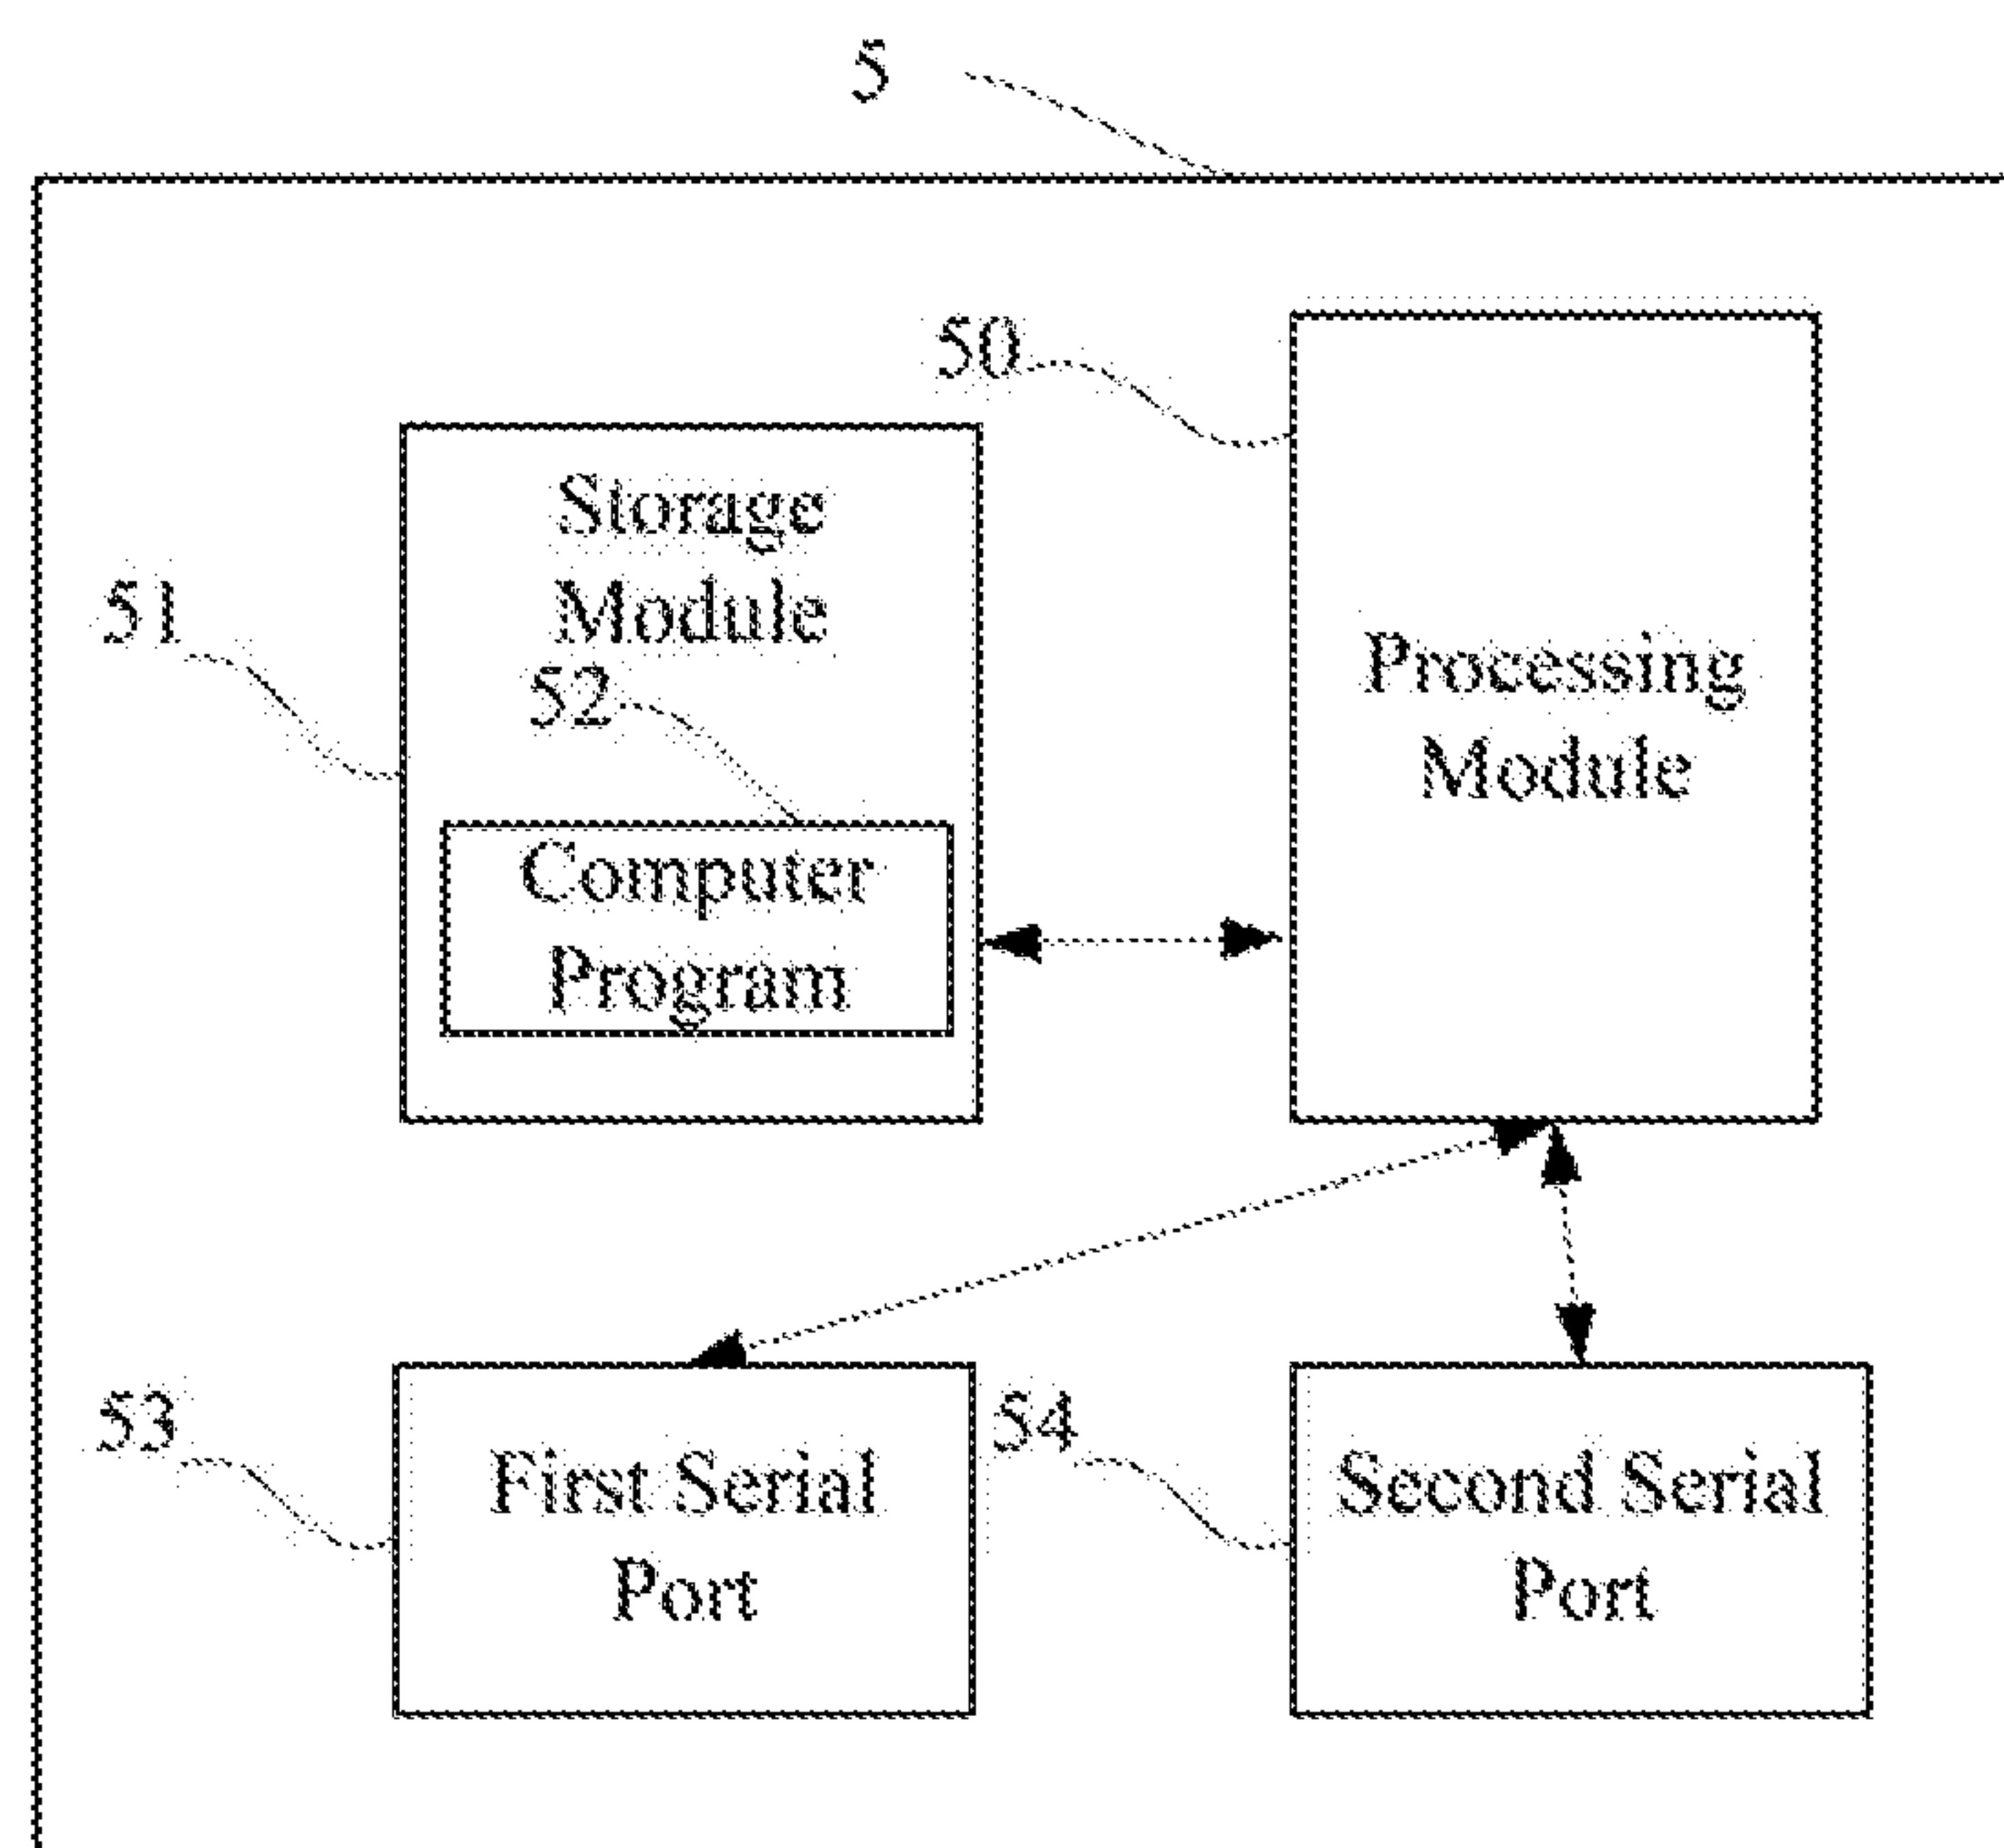 5
50
Storage
Module
51
52
Processing
Module
Computer
Program
53
First Serial
Port
54
Second Serial
Port